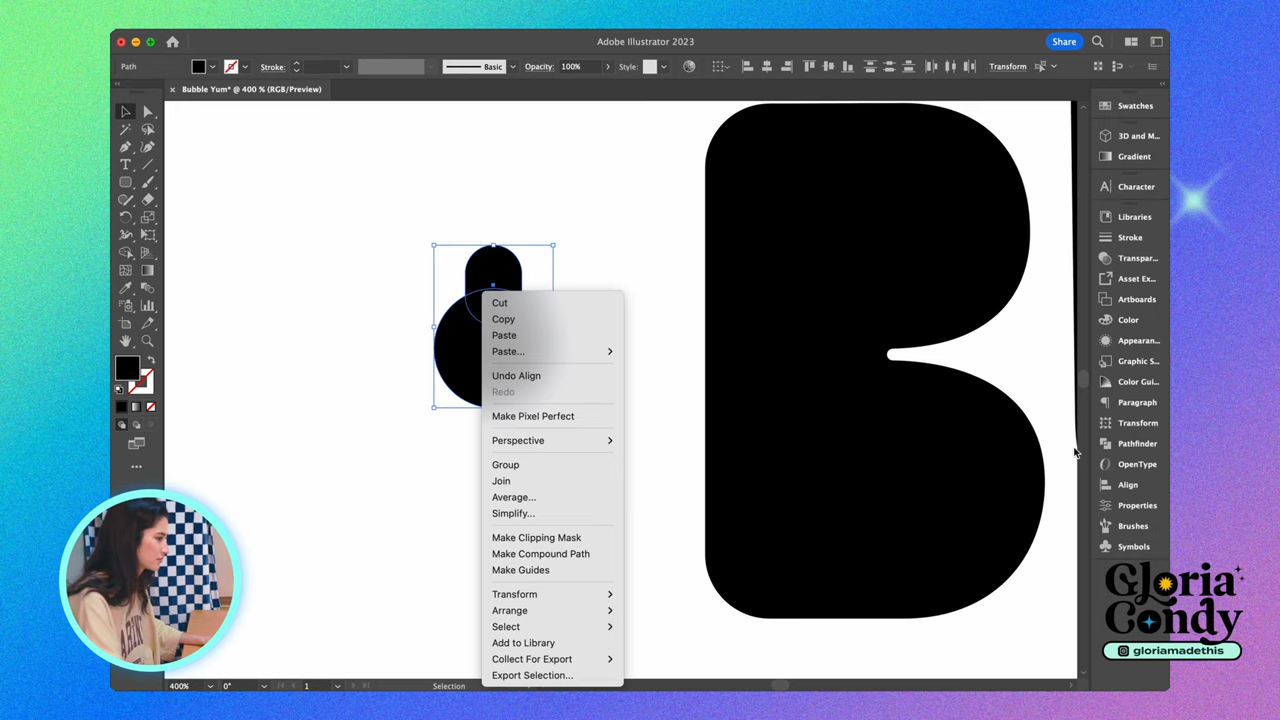 Adobe Illustrator 2023
Share
Path
Stroke:
Basic
Opacity:
100%
Style:
Transform
Bubble Yum* @ 400 % (RGB/Preview)
Cut
Copy
Paste
Paste...
Undo Align
Redo
Make Pixel Perfect
Perspective
Group
Join
Average...
Simplify...
Make Clipping Mask
Make Compound Path
Make Guides
Transform
Arrange
Select
Add to Library
Collect For Export
Export Selection...
B
Swatches
3D and M...
Gradient
Character
Libraries
Stroke
Transpar...
Asset Ex...
Artboards
Color
Appearan...
Graphic S...
Color Gui...
Paragraph
Transform
Pathfinder
OpenType
Align
Properties
Brushes
Symbols
400%
0°
1
Selection
Gloria
Condy
gloriamadethis